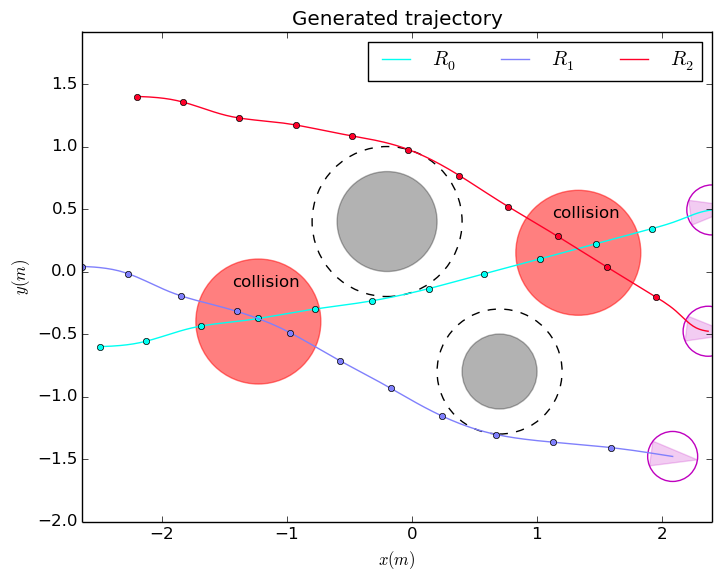 Generated trajectory
R0 R1 R2
1.5
1.0
0.5
0.0
−0.5
−1.0
−1.5
−2.0
y(m)
collision
collision
−2 −1 0 1 2
x(m)